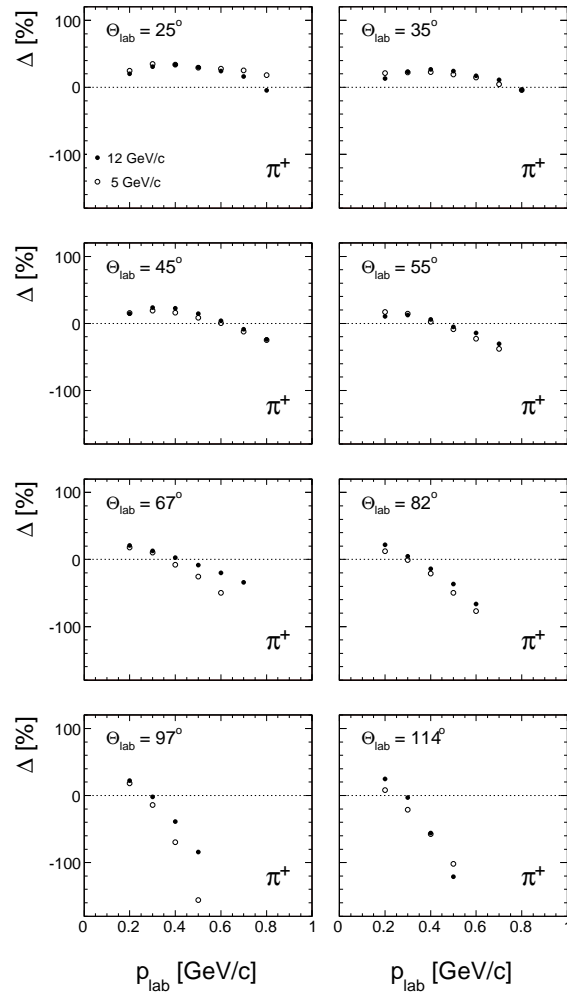 Δ [%]
100
0
-100
Θlab = 25°
12 GeV/c
5 GeV/c
π+
Θlab = 35°
π+
Δ [%]
100
0
-100
Θlab = 45°
π+
Θlab = 55°
π+
Δ [%]
100
0
-100
Θlab = 67°
π+
Θlab = 82°
π+
Δ [%]
100
0
-100
Θlab = 97°
π+
Θlab = 114°
π+
0 0.2 0.4 0.6 0.8 1
0 0.2 0.4 0.6 0.8 1
plab [GeV/c]
plab [GeV/c]